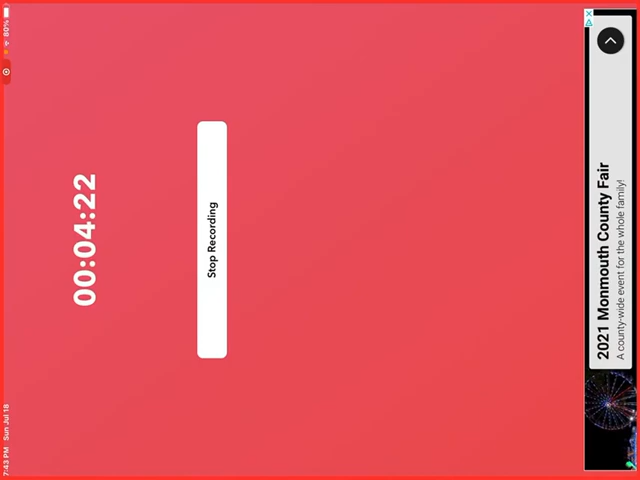 7:43 PM Sun Jul 18
80%
00:04:22
Stop Recording
2021 Monmouth County Fair
A county-wide event for the whole family!